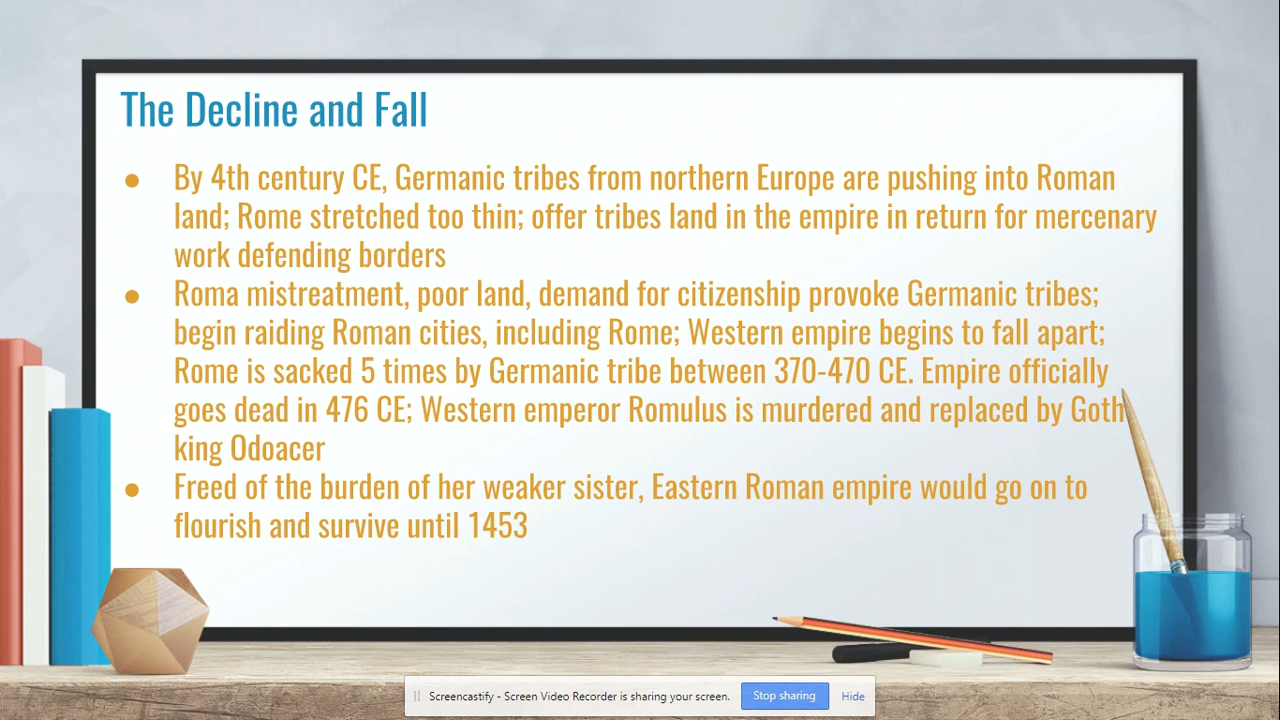 The Decline and Fall
● By 4th century CE, Germanic tribes from northern Europe are pushing into Roman
land; Rome stretched too thin; offer tribes land in the empire in return for mercenary
work defending borders
● Roma mistreatment, poor land, demand for citizenship provoke Germanic tribes;
begin raiding Roman cities, including Rome; Western empire begins to fall apart;
Rome is sacked 5 times by Germanic tribe between 370-470 CE. Empire officially
goes dead in 476 CE; Western emperor Romulus is murdered and replaced by Goth
king Odoacer
● Freed of the burden of her weaker sister, Eastern Roman empire would go on to
flourish and survive until 1453
Screencastify - Screen Video Recorder is sharing your screen. Stop sharing Hide